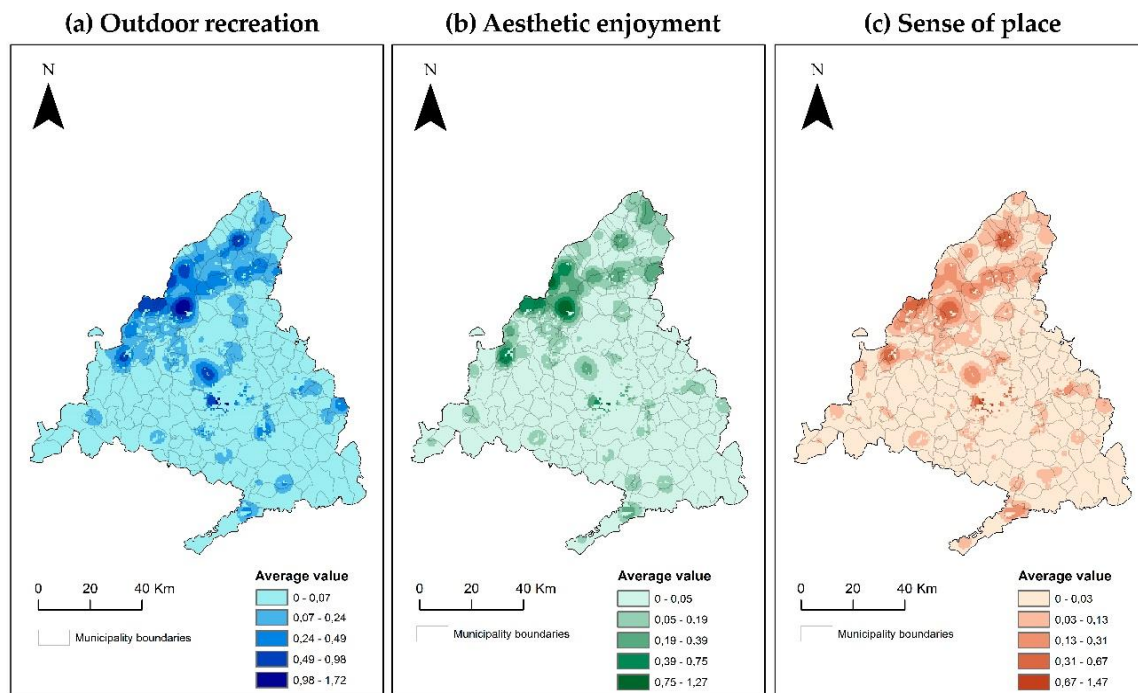 (a) Outdoor recreation
(b) Aesthetic enjoyment
(c) Sense of place
N
0 20 40 Km
Municipality boundaries
Average value
0 - 0,07
0,07 - 0,24
0,24 - 0,49
0,49 - 0,98
0,98 - 1,72
N
0 20 40 Km
Municipality boundaries
Average value
0 - 0,05
0,05 - 0,19
0,19 - 0,39
0,39 - 0,75
0,75 - 1,27
N
0 20 40 Km
Municipality boundaries
Average value
0 - 0,03
0,03 - 0,13
0,13 - 0,31
0,31 - 0,67
0,67 - 1,47